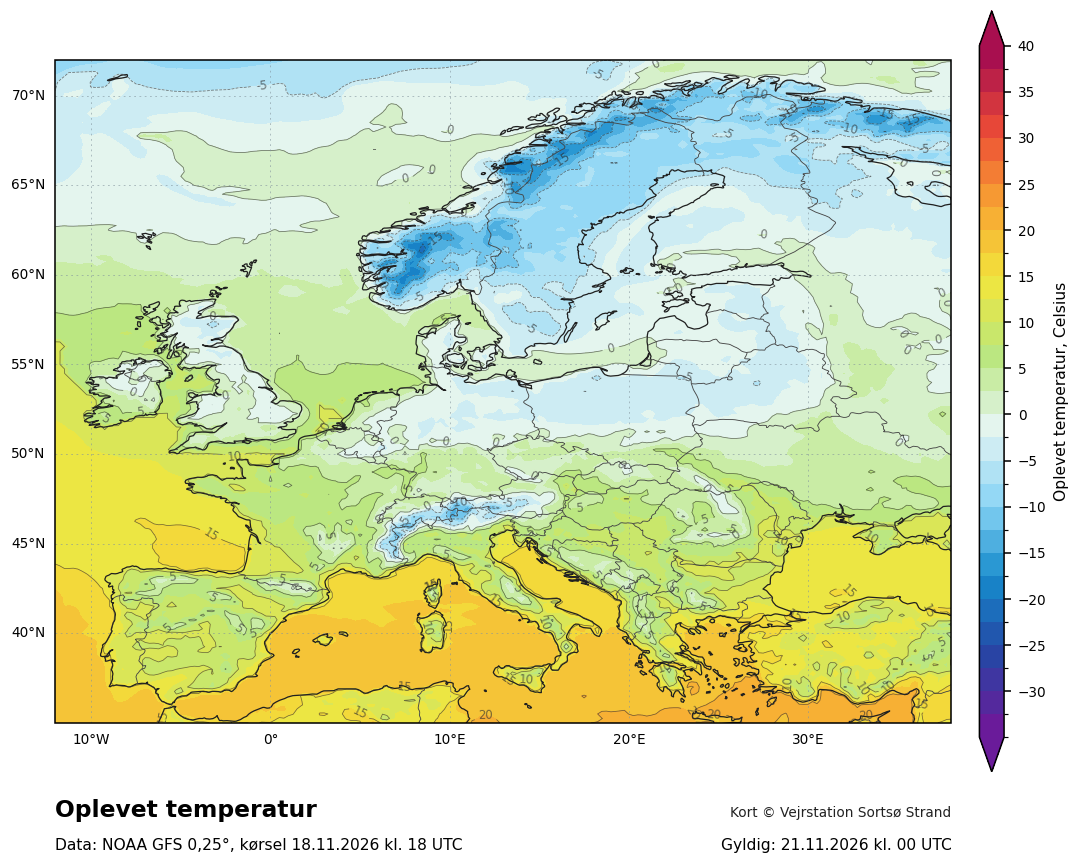 70°N
65°N
60°N
55°N
50°N
45°N
40°N
10°W
0°
10°E
20°E
30°E
40
35
30
25
20
15
10
5
0
−5
−10
−15
−20
−25
−30
Oplevet temperatur, Celsius
Oplevet temperatur
Kort © Vejrstation Sortsø Strand
Data: NOAA GFS 0,25°, kørsel 18.11.2026 kl. 18 UTC
Gyldig: 21.11.2026 kl. 00 UTC